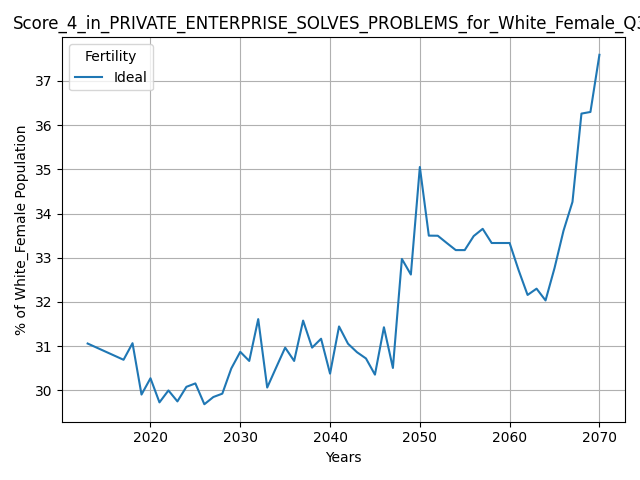 Score_4_in_PRIVATE_ENTERPRISE_SOLVES_PROBLEMS_for_White_Female_Q3
Fertility
Ideal
% of White_Female Population
37
36
35
34
33
32
31
30
2020 2030 2040 2050 2060 2070
Years